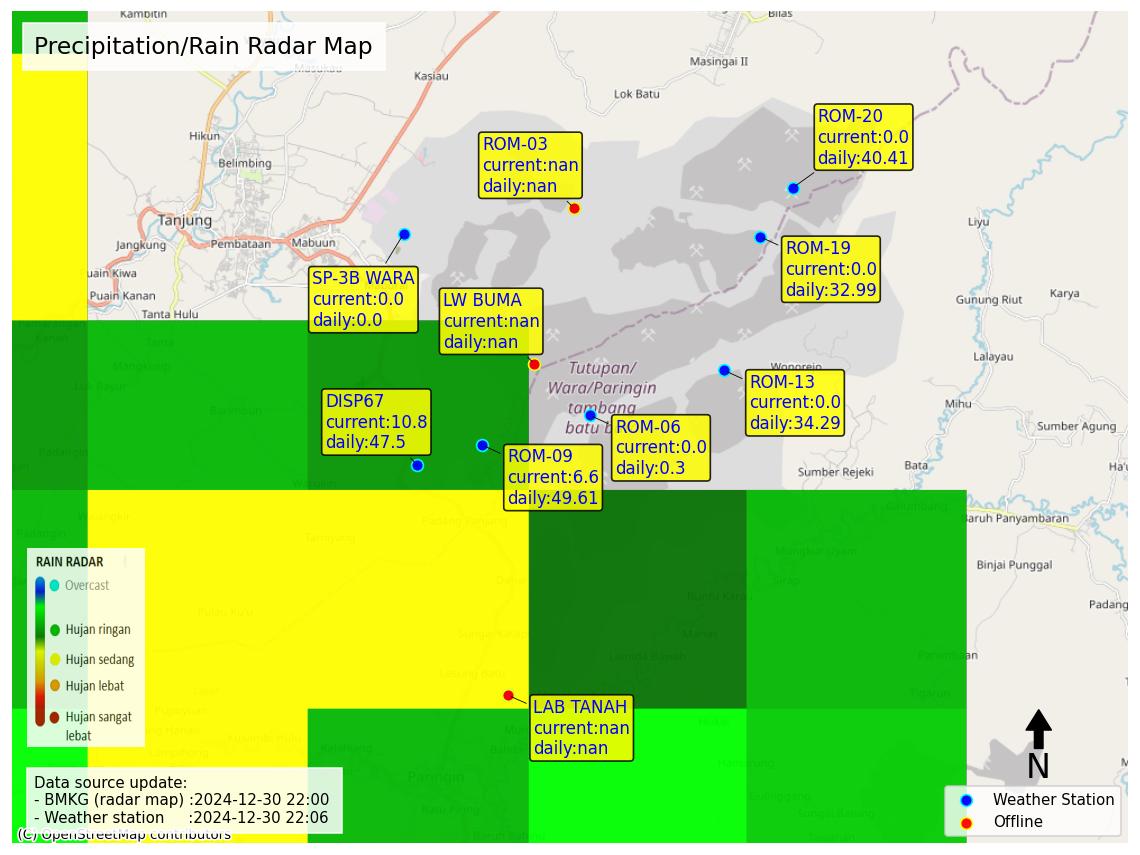 Kambitin
Bilas
Precipitation/Rain Radar Map
Masukau
Kasiau
Masingai II
Lok Batu
ROM-20
current:0.0
daily:40.41
Hikun
ROM-03
current:nan
daily:nan
Belimbing
Tanjung
Liyu
Jangkung
Pembataan
Mabuun
ROM-19
current:0.0
daily:32.99
Puain Kiwa
SP-3B WARA
current:0.0
daily:0.0
Puain Kanan
Tanta Hulu
LW BUMA
current:nan
daily:nan
Karya
Gunung Riut
Lalayau
Tutupan/
Wara/Paringin
tambang
batu b
Wonorejo
ROM-13
current:0.0
daily:34.29
DISP67
current:10.8
daily:47.5
Mihu
ROM-06
current:0.0
daily:0.3
Sumber Agung
ROM-09
current:6.6
daily:49.61
Sumber Rejeki
Bata
Ha'u
Baruh Panyambaran
Binjai Punggal
Padang
RAIN RADAR
Overcast
Hujan ringan
Hujan sedang
Hujan lebat
Hujan sangat
lebat
LAB TANAH
current:nan
daily:nan
Paringin
N
Data source update:
- BMKG (radar map) :2024-12-30 22:00
- Weather station :2024-12-30 22:06
(C) OpenStreetMap contributors
Weather Station
Offline